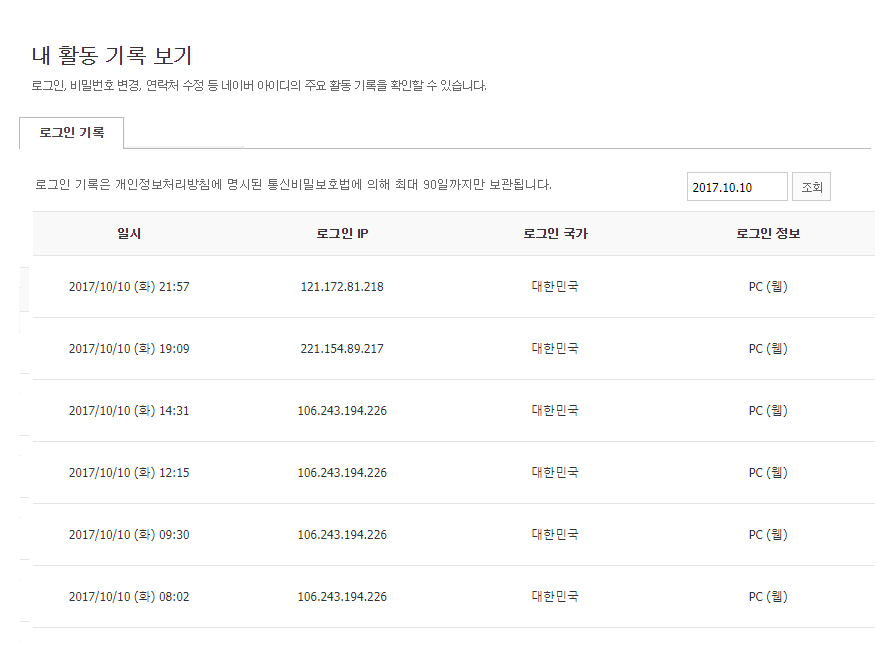 내 활동 기록 보기
로그인, 비밀번호 변경, 연락처 수정 등 네이버 아이디의 주요 활동 기록을 확인할 수 있습니다.
로그인 기록
로그인 기록은 개인정보처리방침에 명시된 통신비밀보호법에 의해 최대 90일까지만 보관됩니다. 2017.10.10 조회
일시 로그인 IP 로그인 국가 로그인 정보
2017/10/10 (화) 21:57 121.172.81.218 대한민국 PC (웹)
2017/10/10 (화) 19:09 221.154.89.217 대한민국 PC (웹)
2017/10/10 (화) 14:31 106.243.194.226 대한민국 PC (웹)
2017/10/10 (화) 12:15 106.243.194.226 대한민국 PC (웹)
2017/10/10 (화) 09:30 106.243.194.226 대한민국 PC (웹)
2017/10/10 (화) 08:02 106.243.194.226 대한민국 PC (웹)